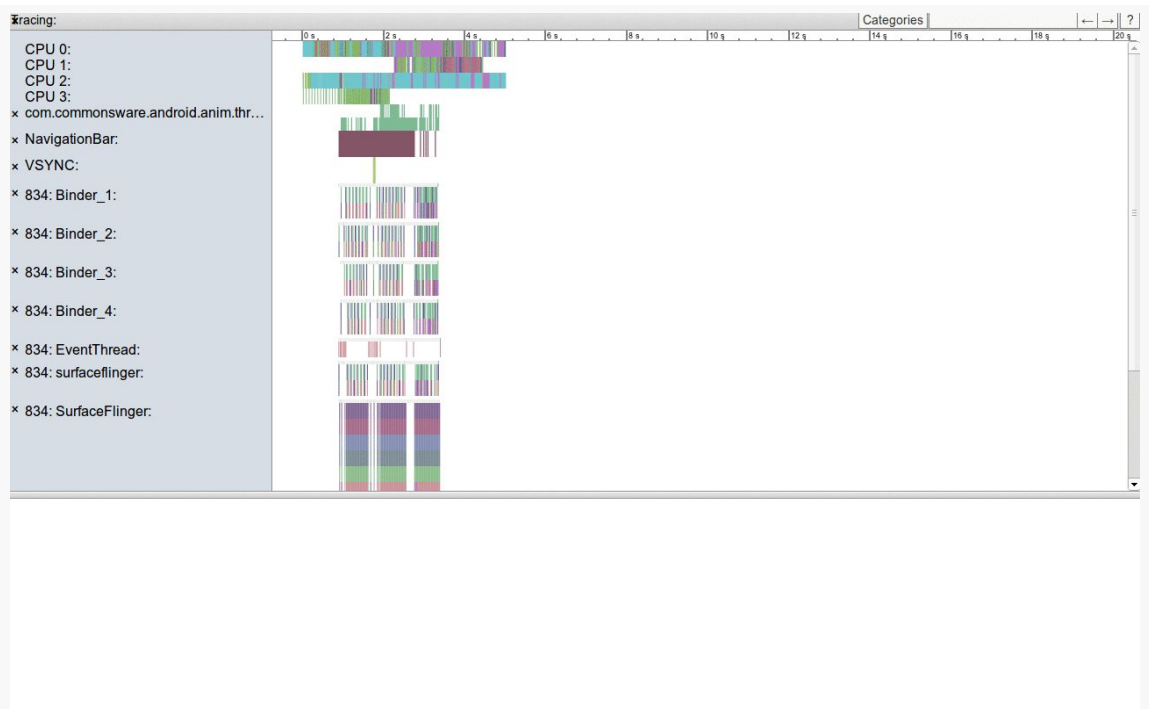 Tracing:
Categories
← → ?
0 s 2 s 4 s 6 s 8 s 10 s 12 s 14 s 16 s 18 s 20 s
CPU 0:
CPU 1:
CPU 2:
CPU 3:
× com.commonsware.android.anim.thr...
× NavigationBar:
× VSYNC:
× 834: Binder_1:
× 834: Binder_2:
× 834: Binder_3:
× 834: Binder_4:
× 834: EventThread:
× 834: surfaceflinger:
× 834: SurfaceFlinger: